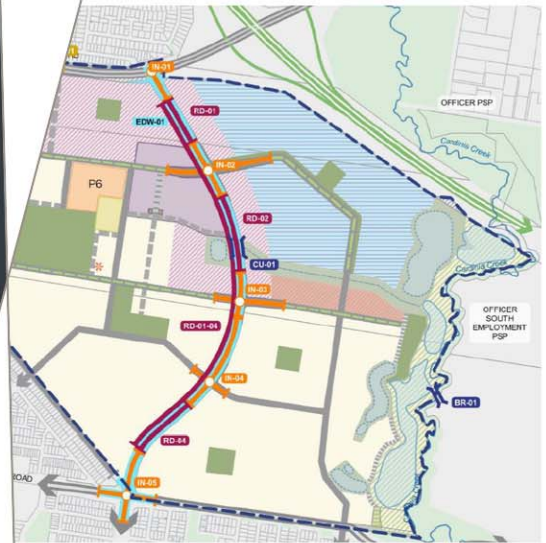 IN-01
OFFICER PSP
RD-01
EDW-01
Cardinia Creek
IN-02
P6
RD-02
CU-01
Cardinia Creek
IN-03
OFFICER
SOUTH
EMPLOYMENT
PSP
RD-01-04
IN-04
BR-01
RD-04
IN-05
ROAD